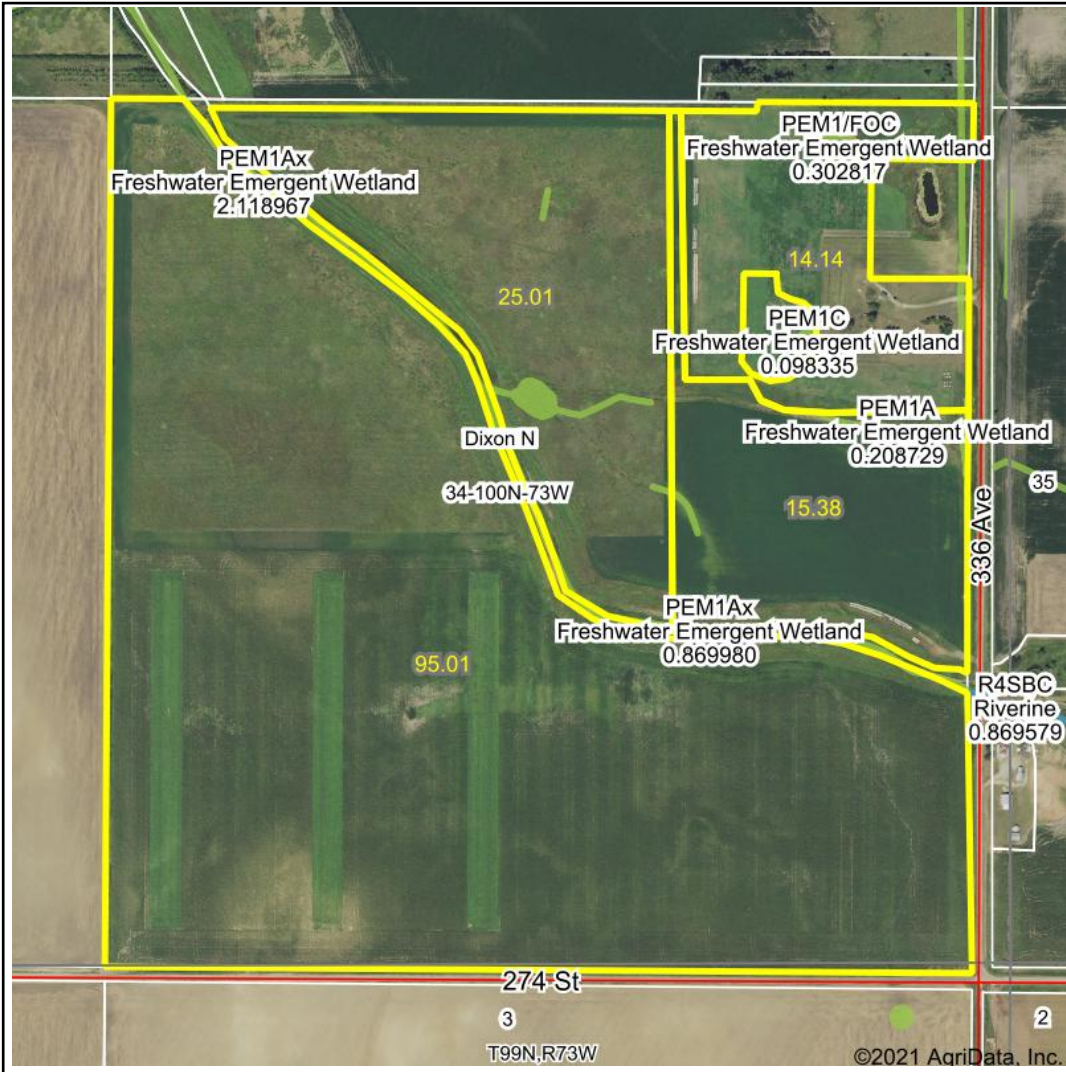 PEM1/FOC
Freshwater Emergent Wetland
0.302817
PEM1Ax
Freshwater Emergent Wetland
2.118967
14.14
25.01
PEM1C
Freshwater Emergent Wetland
0.098335
PEM1A
Freshwater Emergent Wetland
0.208729
Dixon N
34-100N-73W
35
15.38
336 Ave
PEM1Ax
Freshwater Emergent Wetland
0.869980
95.01
R4SBC
Riverine
0.869579
274 St
3
2
T99N,R73W
©2021 AgriData, Inc.